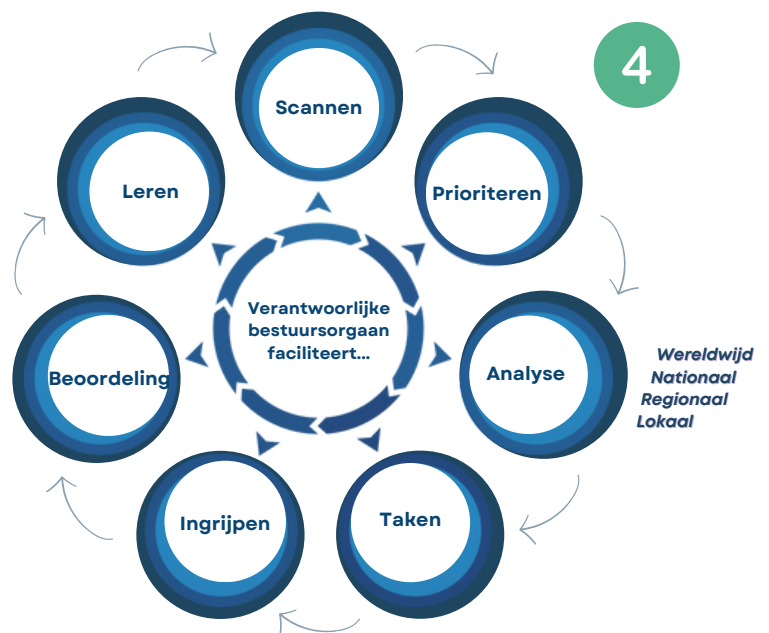 4
Scannen
Prioriteren
Analyse
Wereldwijd
Nationaal
Regionaal
Lokaal
Taken
Ingrijpen
Beoordeling
Leren
Verantwoorlijke
bestuursorgaan
faciliteert...